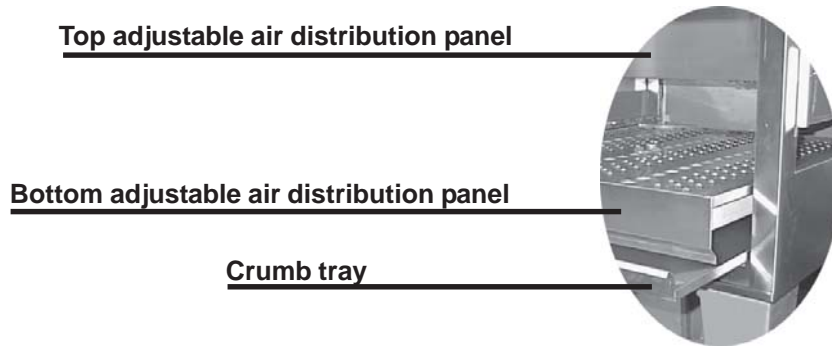 Top adjustable air distribution panel
Bottom adjustable air distribution panel
Crumb tray